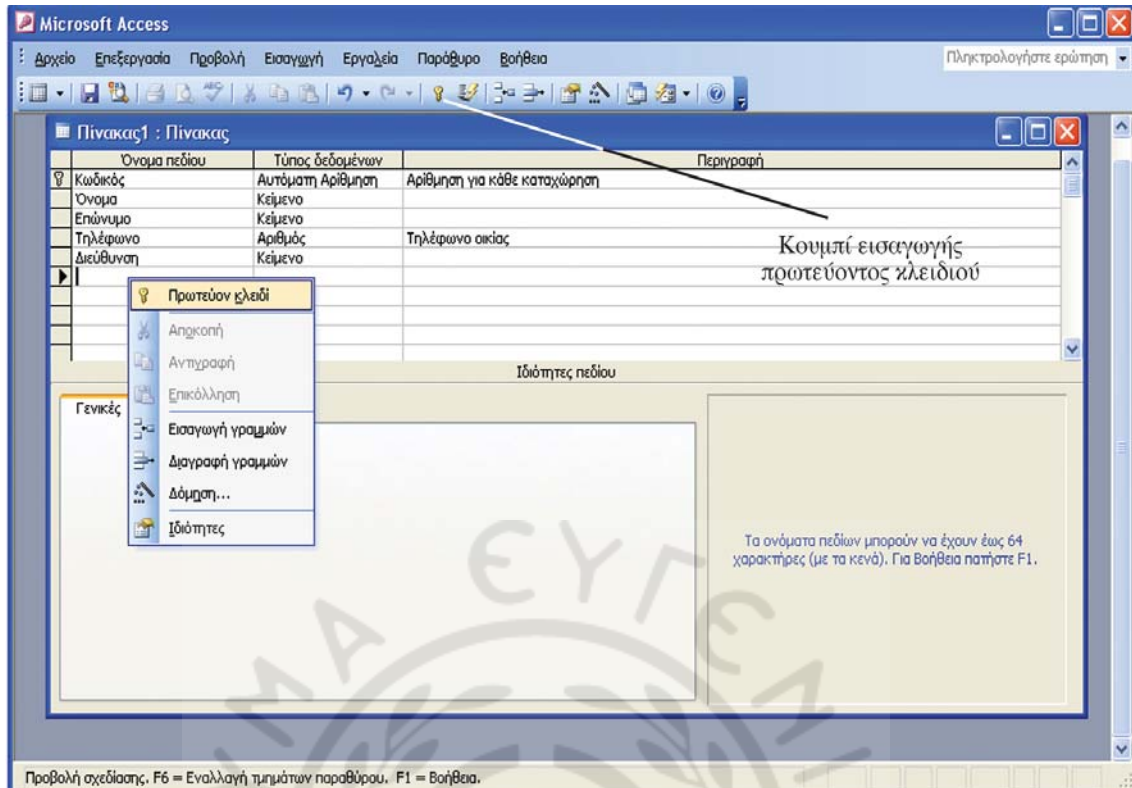 Microsoft Access
Αρχείο Επεξεργασία Προβολή Εισαγωγή Εργαλεία Παράθυρο Βοήθεια Πληκτρολογήστε ερώτηση
Πίνακας1 : Πίνακας
Όνομα πεδίου Τύπος δεδομένων Περιγραφή
Κωδικός Αυτόματη Αρίθμηση Αρίθμηση για κάθε καταχώρηση
Όνομα Κείμενο
Επώνυμο Κείμενο
Τηλέφωνο Αριθμός Τηλέφωνο οικίας
Διεύθυνση Κείμενο
Κουμπί εισαγωγής
πρωτεύοντος κλειδιού
Πρωτεύον κλειδί
Αποκοπή
Αντιγραφή
Επικόλληση
Εισαγωγή γραμμών
Διαγραφή γραμμών
Δόμηση...
Ιδιότητες
Ιδιότητες πεδίου
Γενικές
Τα ονόματα πεδίων μπορούν να έχουν έως 64
χαρακτήρες (με τα κενά). Για Βοήθεια πατήστε F1.
Προβολή σχεδίασης. F6 = Εναλλαγή τμημάτων παραθύρου. F1 = Βοήθεια.